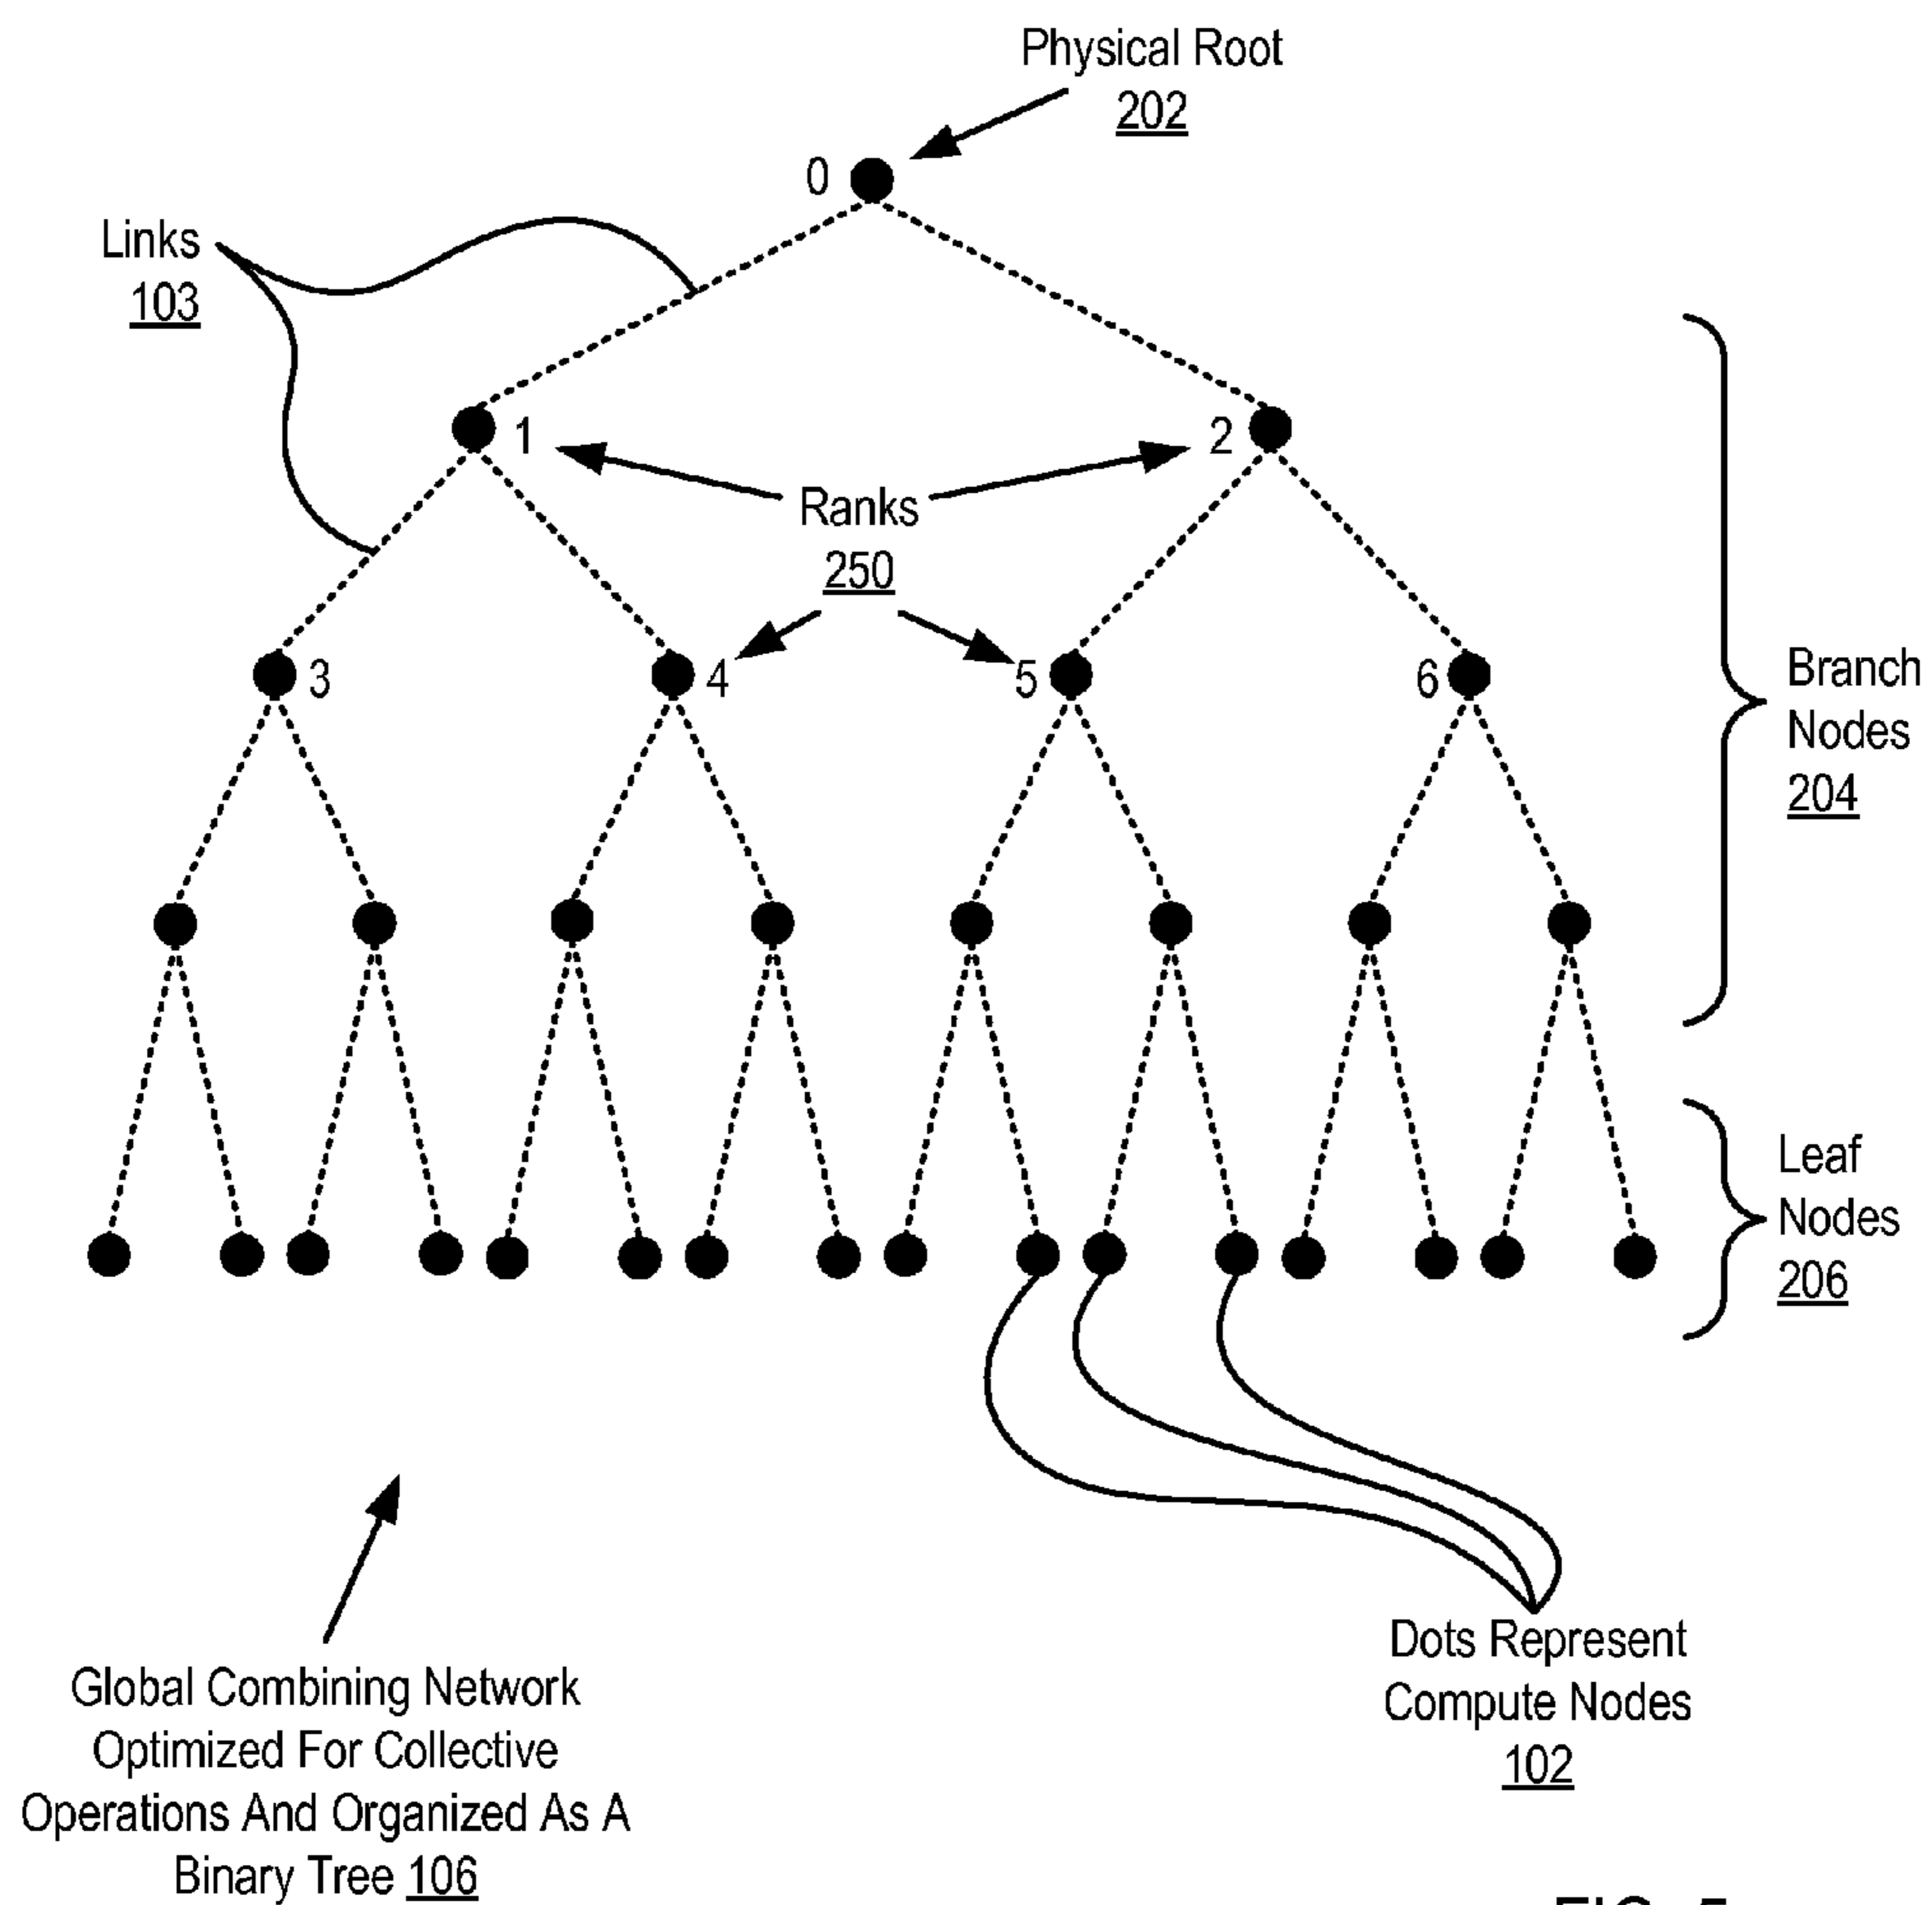 Physical Root
202
0
Links
103
1
2
Ranks
250
3
4
5
6
Branch
Nodes
204
Leaf
Nodes
206
Global Combining Network
Optimized For Collective
Operations And Organized As A
Binary Tree 106
Dots Represent
Compute Nodes
102